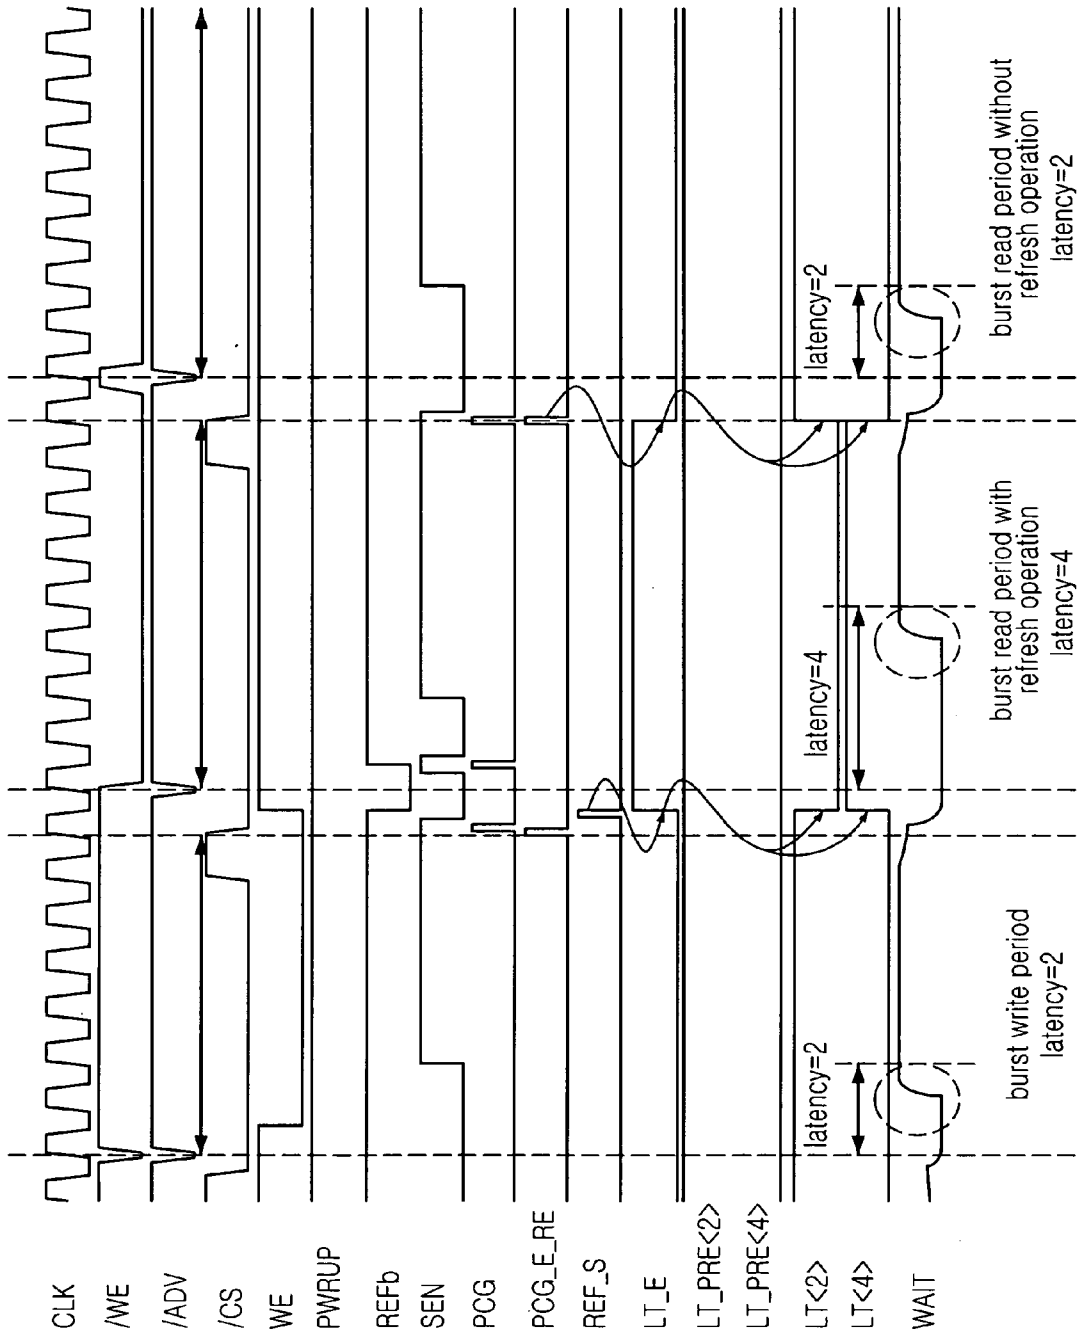 CLK
/WE
/ADV
/CS
WE
PWRUP
REFb
SEN
PCG
PCG_E_RE
REF_S
LT_E
LT_PRE<2>
LT_PRE<4>
LT<2>
LT<4>
WAIT
latency=2
latency=4
latency=2
burst write period
latency=2
burst read period with
refresh operation
latency=4
burst read period without
refresh operation
latency=2